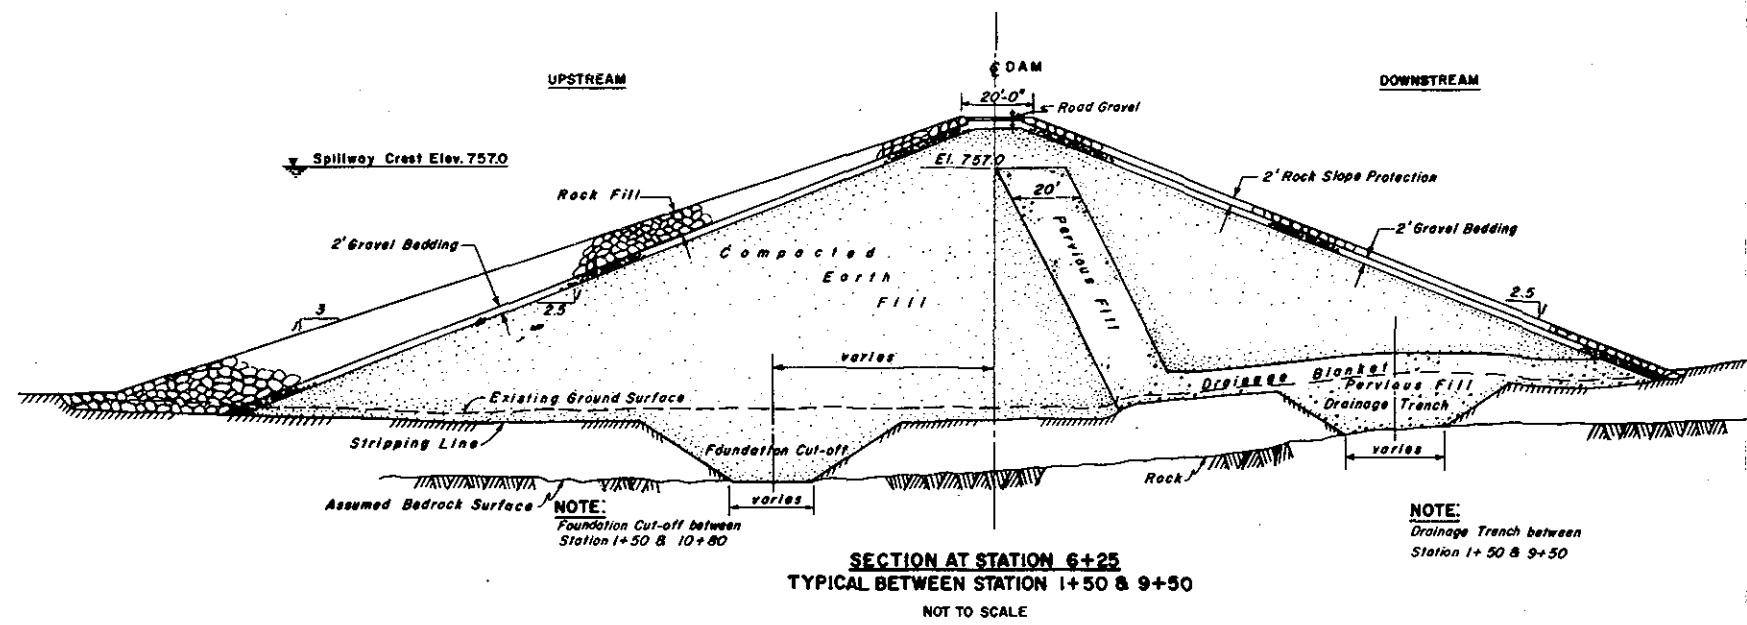 UPSTREAM
℄ DAM
DOWNSTREAM
20'-0"
Road Gravel
Spillway Crest Elev. 757.0
El. 757.0
Rock Fill
20'
2' Rock Slope Protection
2' Gravel Bedding
2' Gravel Bedding
Compacted
Earth
Fill
Pervious Fill
3
2.5
2.5
varies
Drainage Blanket
Pervious Fill
Drainage Trench
Existing Ground Surface
Stripping Line
Foundation Cut-off
varies
Rock
Assumed Bedrock Surface
varies
NOTE:
Foundation Cut-off between
Station 1+50 & 10+80
NOTE:
Drainage Trench between
Station 1+50 & 9+50
SECTION AT STATION 6+25
TYPICAL BETWEEN STATION 1+50 & 9+50
NOT TO SCALE